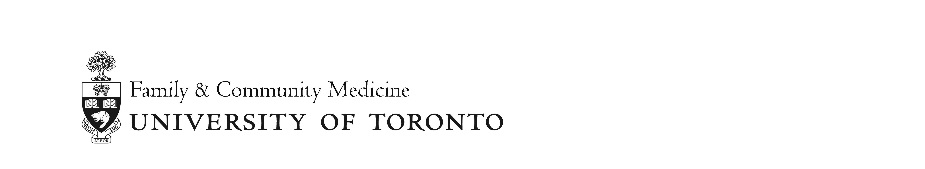 Family & Community Medicine
UNIVERSITY OF TORONTO